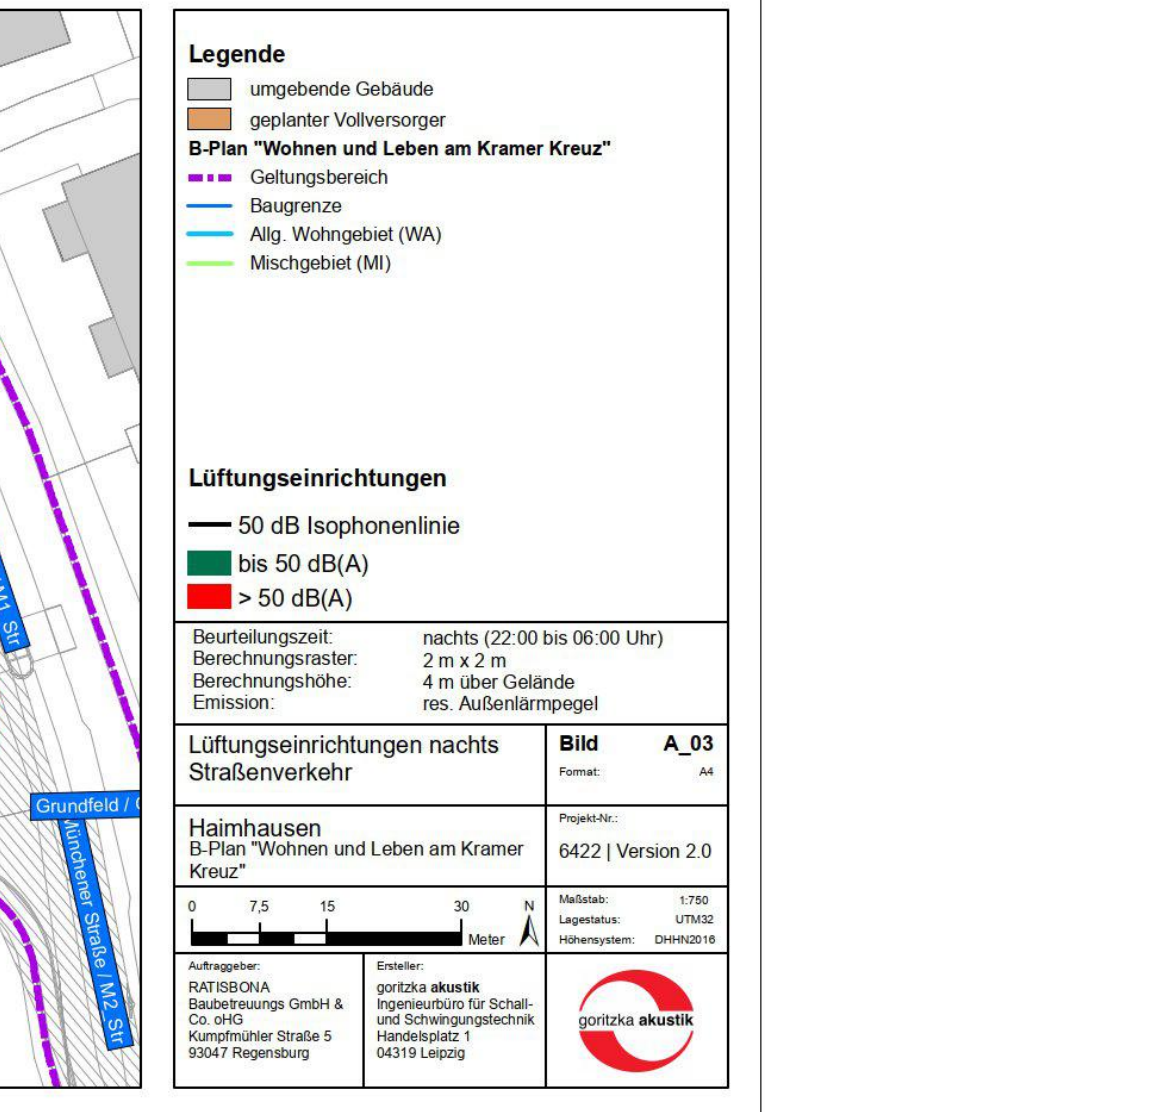 Legende
umgebende Gebäude
geplanter Vollversorger
B-Plan "Wohnen und Leben am Kramer Kreuz"
Geltungsbereich
Baugrenze
Allg. Wohngebiet (WA)
Mischgebiet (MI)
Lüftungseinrichtungen
50 dB Isophonenlinie
bis 50 dB(A)
> 50 dB(A)
Beurteilungszeit: nachts (22:00 bis 06:00 Uhr)
Berechnungsraster: 2 m x 2 m
Berechnungshöhe: 4 m über Gelände
Emission: res. Außenlärmpegel
Lüftungseinrichtungen nachts
Straßenverkehr
Bild A_03
Format: A4
Haimhausen
B-Plan "Wohnen und Leben am Kramer
Kreuz"
Projekt-Nr.:
6422 | Version 2.0
0 7,5 15 30 N
Meter
Maßstab: 1:750
Lagestatus: UTM32
Höhensystem: DHHN2016
Auftraggeber:
RATISBONA
Baubetreuungs GmbH &
Co. oHG
Kumpfmühler Straße 5
93047 Regensburg
Ersteller:
goritzka akustik
Ingenieurbüro für Schall-
und Schwingungstechnik
Handelsplatz 1
04319 Leipzig
goritzka akustik
M1 Str
Grundfeld /
Münchener Straße / M2 Str